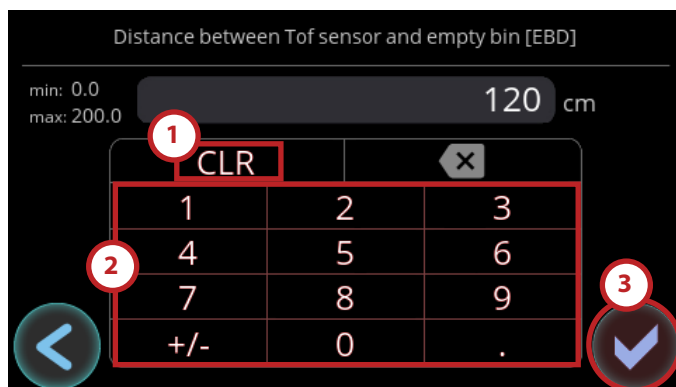 Distance between Tof sensor and empty bin [EBD]
min: 0.0
max: 200.0
120 cm
1
CLR
2
1 2 3
4 5 6
7 8 9
+/- 0 .
3